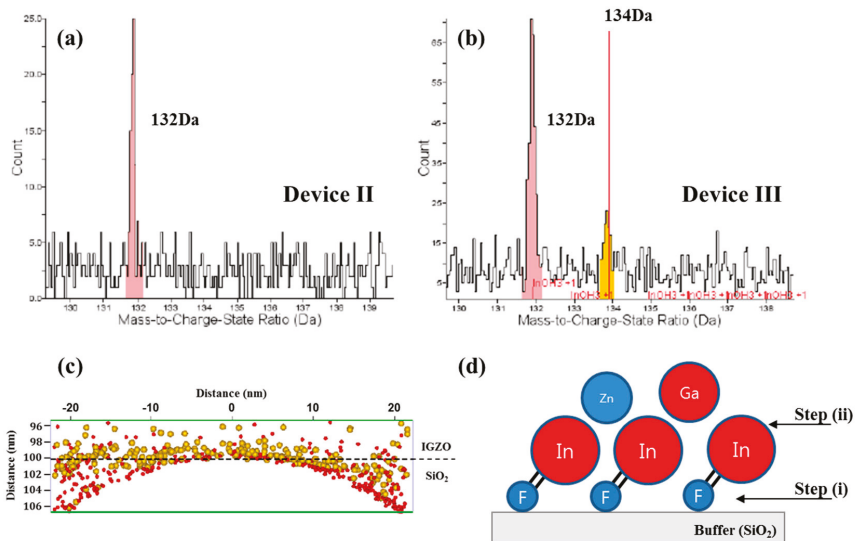 (a)
25.0
20.0
15.0
10.0
5.0
0.0
Count
132Da
Device II
130 131 132 133 134 135 136 137 138 139
Mass-to-Charge-State Ratio (Da)
(b)
134Da
65
55
45
35
25
15
5
Count
132Da
Device III
InOH3 +1
130 131 132 133 134 135 136 137 138
Mass-to-Charge-State Ratio (Da)
(c)
Distance (nm)
-20 -10 0 10 20
96
98
100
102
104
106
Distance (nm)
IGZO
SiO2
(d)
Zn Ga
In In In
F F F
Step (ii)
Step (i)
Buffer (SiO2)